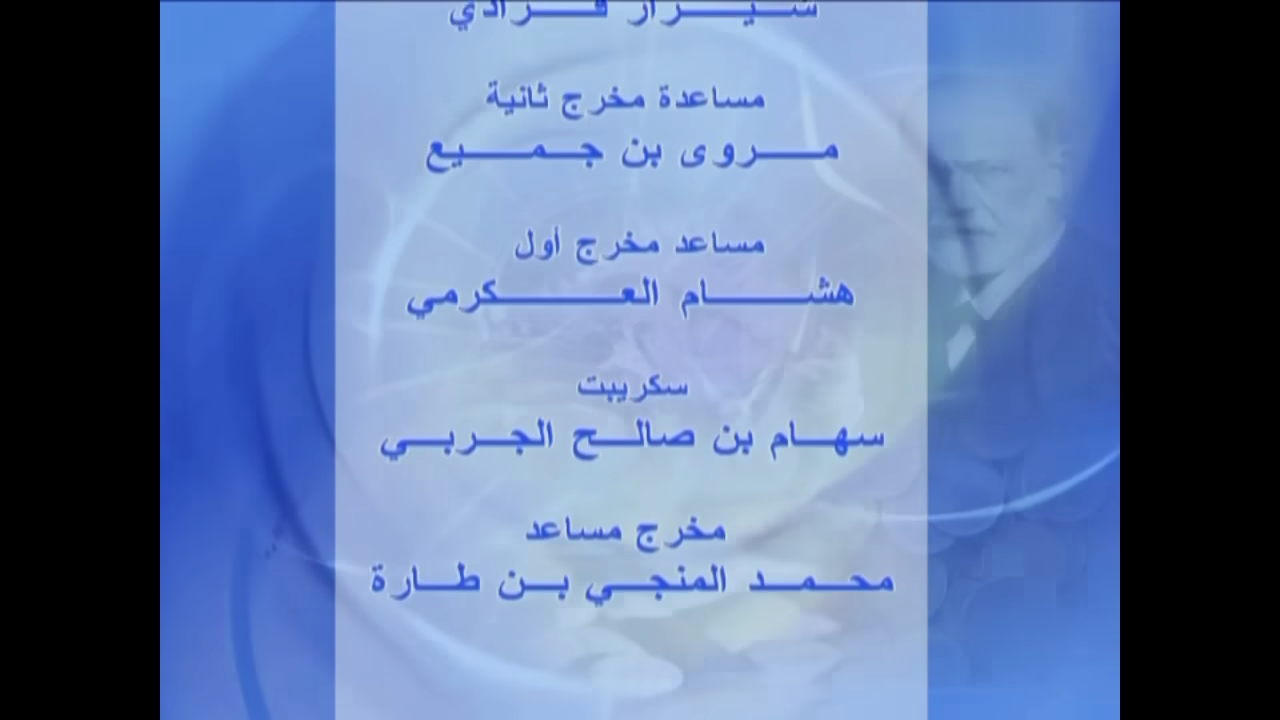 مساعدة مخرج ثانية
مروى بن جميع
مساعد مخرج أول
هشام العكرمي
سكريبت
سهام بن صالح الجربي
مخرج مساعد
محمد المنجي بن طارة